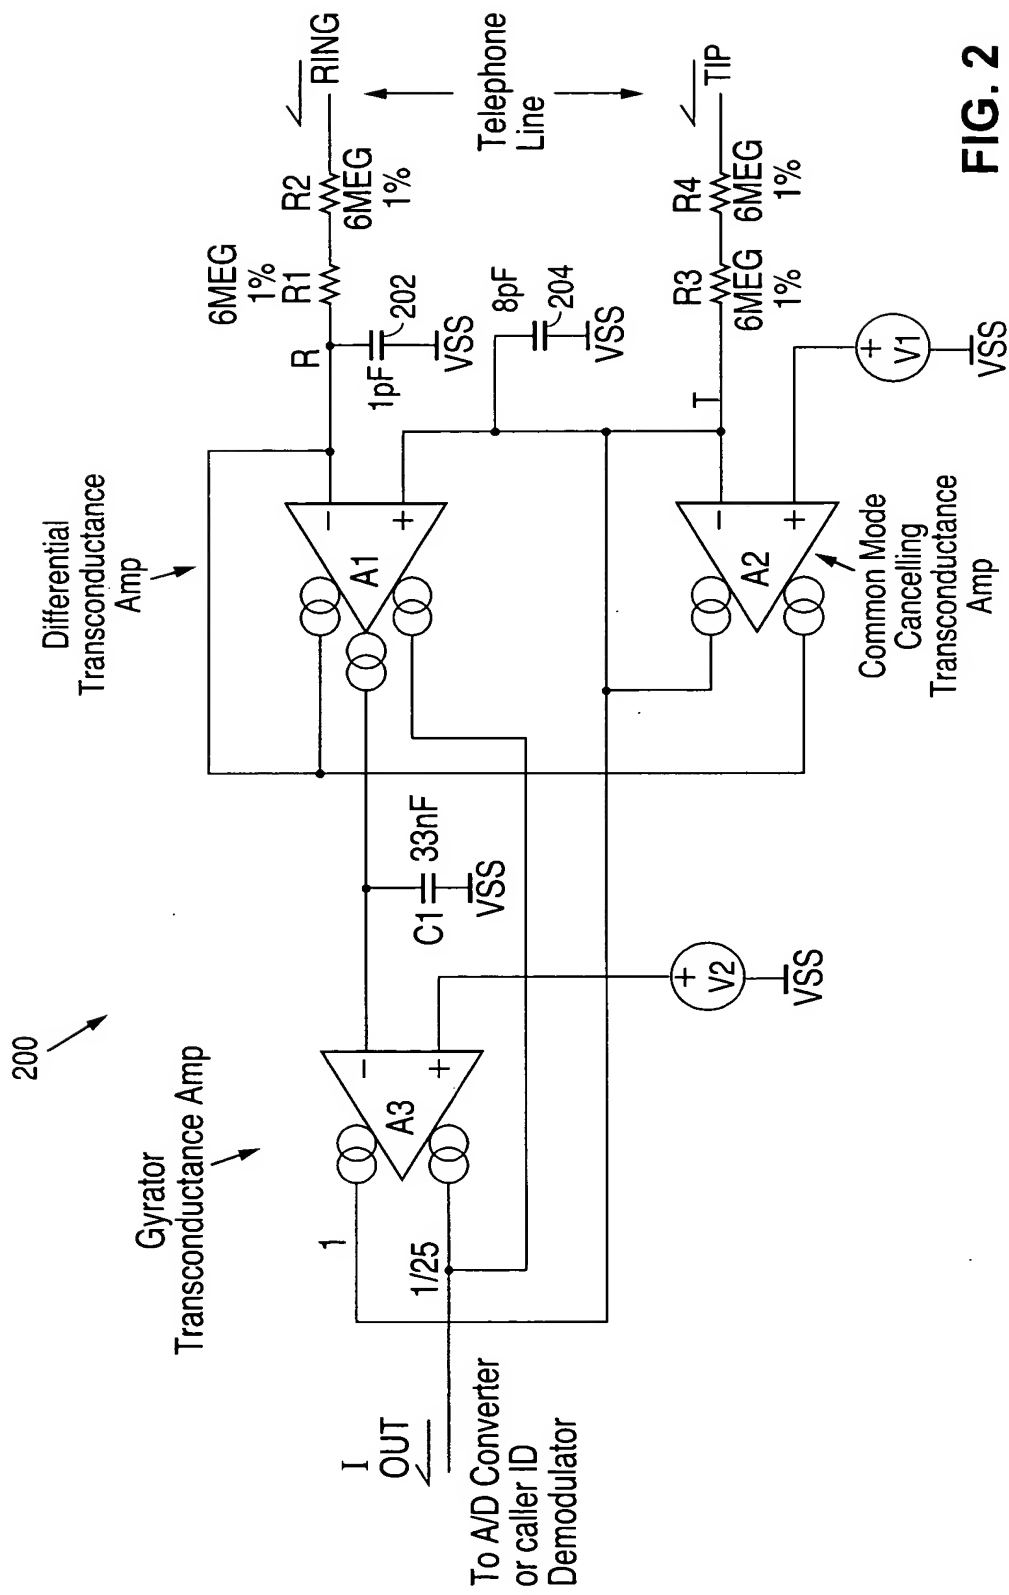 200
Gyrator
Transconductance Amp
Differential
Transconductance
Amp
6MEG
1%
R1
R2
6MEG
1%
RING
R
1pF
202
VSS
−
+
A1
8pF
204
VSS
Telephone
Line
1
1/25
A3
−
+
C1
33nF
VSS
I
OUT
To A/D Converter
or caller ID
Demodulator
V2
+
VSS
T
R3
6MEG
1%
R4
6MEG
1%
TIP
A2
−
+
Common Mode
Cancelling
Transconductance
Amp
+
V1
VSS
FIG. 2